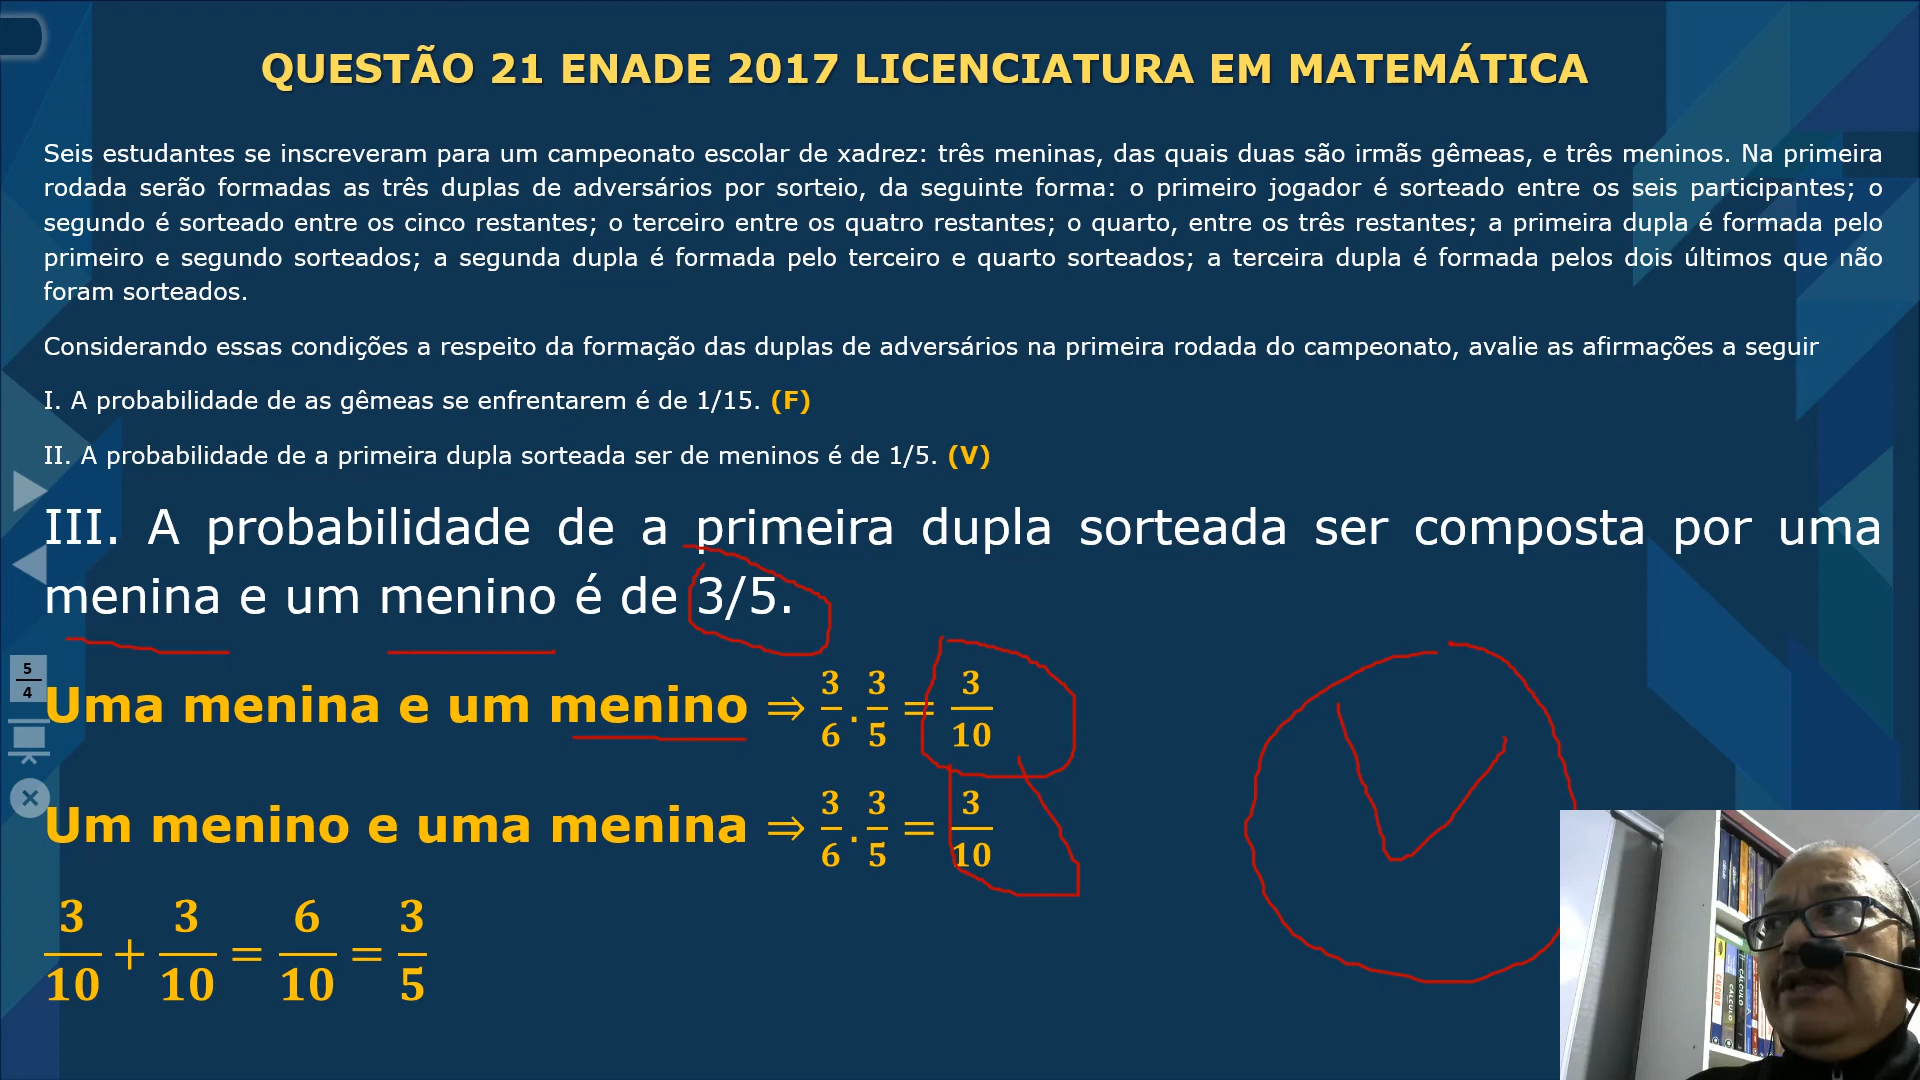 QUESTÃO 21 ENADE 2017 LICENCIATURA EM MATEMÁTICA
Seis estudantes se inscreveram para um campeonato escolar de xadrez: três meninas, das quais duas são irmãs gêmeas, e três meninos. Na primeira
rodada serão formadas as três duplas de adversários por sorteio, da seguinte forma: o primeiro jogador é sorteado entre os seis participantes; o
segundo é sorteado entre os cinco restantes; o terceiro entre os quatro restantes; o quarto, entre os três restantes; a primeira dupla é formada pelo
primeiro e segundo sorteados; a segunda dupla é formada pelo terceiro e quarto sorteados; a terceira dupla é formada pelos dois últimos que não
foram sorteados.
Considerando essas condições a respeito da formação das duplas de adversários na primeira rodada do campeonato, avalie as afirmações a seguir
I. A probabilidade de as gêmeas se enfrentarem é de 1/15. (F)
II. A probabilidade de a primeira dupla sorteada ser de meninos é de 1/5. (V)
III. A probabilidade de a primeira dupla sorteada ser composta por uma
menina e um menino é de 3/5.
5/4
Uma menina e um menino ⇒ 3/6 . 3/5 = 3/10
Um menino e uma menina ⇒ 3/6 . 3/5 = 3/10
3/10 + 3/10 = 6/10 = 3/5
CALCULO
CALCULO